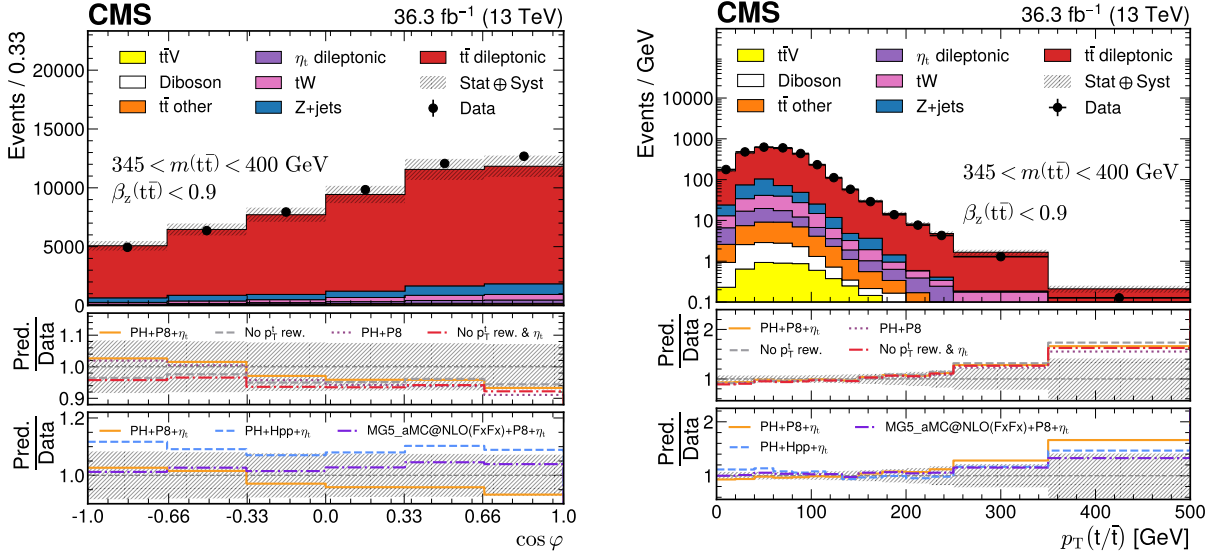 CMS 36.3 fb⁻¹ (13 TeV)
Events / 0.33
20000
15000
10000
5000
0
tt̄V
Diboson
tt̄ other
ηt dileptonic
tW
Z+jets
tt̄ dileptonic
Stat ⊕ Syst
Data
345 < m(tt̄) < 400 GeV
βz(tt̄) < 0.9
Pred.
Data
1.1
1.0
0.9
PH+P8+ηt
No pTᵗ rew.
PH+P8
No pTᵗ rew. & ηt
Pred.
Data
1.2
1.0
PH+P8+ηt
PH+Hpp+ηt
MG5_aMC@NLO(FxFx)+P8+ηt
-1.0 -0.66 -0.33 0.0 0.33 0.66 1.0
cos φ
CMS 36.3 fb⁻¹ (13 TeV)
Events / GeV
10000
1000
100
10
1
0.1
tt̄V
Diboson
tt̄ other
ηt dileptonic
tW
Z+jets
tt̄ dileptonic
Stat ⊕ Syst
Data
345 < m(tt̄) < 400 GeV
βz(tt̄) < 0.9
Pred.
Data
2
1
PH+P8+ηt
No pTᵗ rew.
PH+P8
No pTᵗ rew. & ηt
Pred.
Data
2
1
PH+P8+ηt
PH+Hpp+ηt
MG5_aMC@NLO(FxFx)+P8+ηt
0 100 200 300 400 500
pT(t/t̄) [GeV]